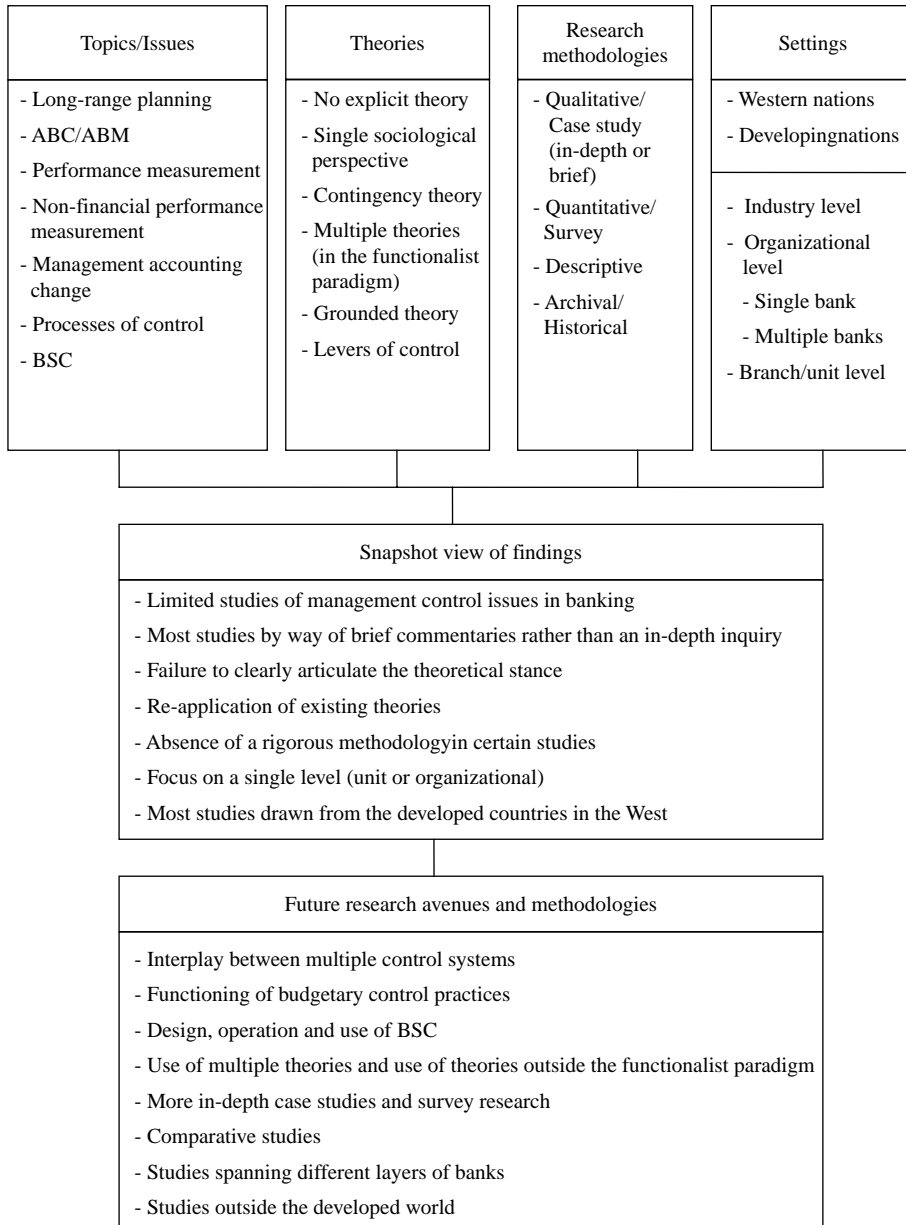 Topics/Issues
- Long-range planning
- ABC/ABM
- Performance measurement
- Non-financial performance
measurement
- Management accounting
change
- Processes of control
- BSC
Theories
- No explicit theory
- Single sociological
perspective
- Contingency theory
- Multiple theories
(in the functionalist
paradigm)
- Grounded theory
- Levers of control
Research
methodologies
- Qualitative/
Case study
(in-depth or
brief)
- Quantitative/
Survey
- Descriptive
- Archival/
Historical
Settings
- Western nations
- Developingnations
- Industry level
- Organizational
level
- Single bank
- Multiple banks
- Branch/unit level
Snapshot view of findings
- Limited studies of management control issues in banking
- Most studies by way of brief commentaries rather than an in-depth inquiry
- Failure to clearly articulate the theoretical stance
- Re-application of existing theories
- Absence of a rigorous methodologyin certain studies
- Focus on a single level (unit or organizational)
- Most studies drawn from the developed countries in the West
Future research avenues and methodologies
- Interplay between multiple control systems
- Functioning of budgetary control practices
- Design, operation and use of BSC
- Use of multiple theories and use of theories outside the functionalist paradigm
- More in-depth case studies and survey research
- Comparative studies
- Studies spanning different layers of banks
- Studies outside the developed world